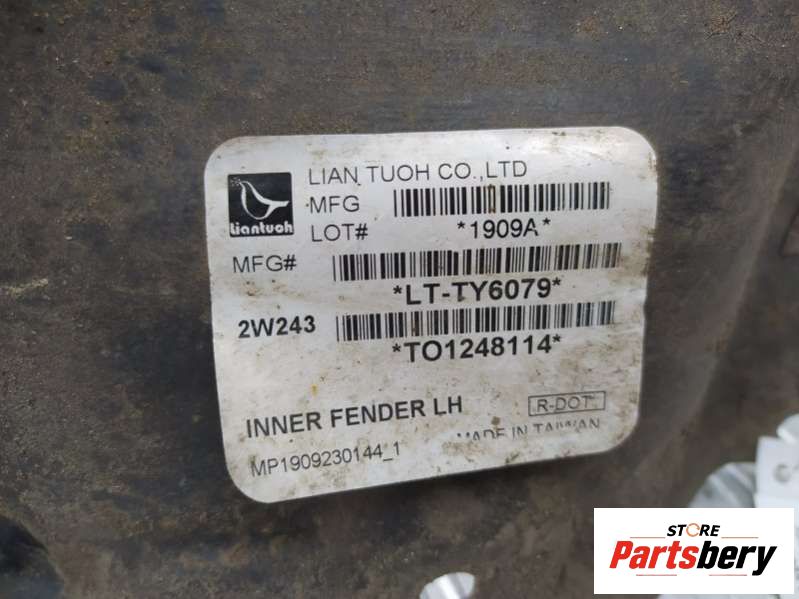 LIAN TUOH CO.,LTD
Liantuoh
MFG
LOT# *1909A*
MFG#
*LT-TY6079*
2W243
*TO1248114*
INNER FENDER LH R-DOT
MADE IN TAIWAN
MP1909230144_1
STORE
Partsbery